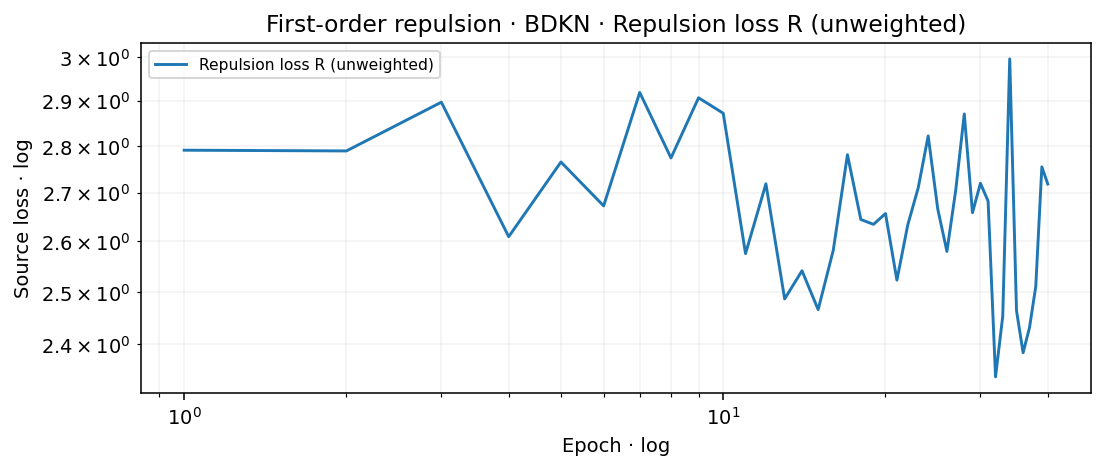 First-order repulsion · BDKN · Repulsion loss R (unweighted)
Repulsion loss R (unweighted)
3 × 10⁰
2.9 × 10⁰
2.8 × 10⁰
2.7 × 10⁰
2.6 × 10⁰
2.5 × 10⁰
2.4 × 10⁰
Source loss · log
10⁰ 10¹
Epoch · log